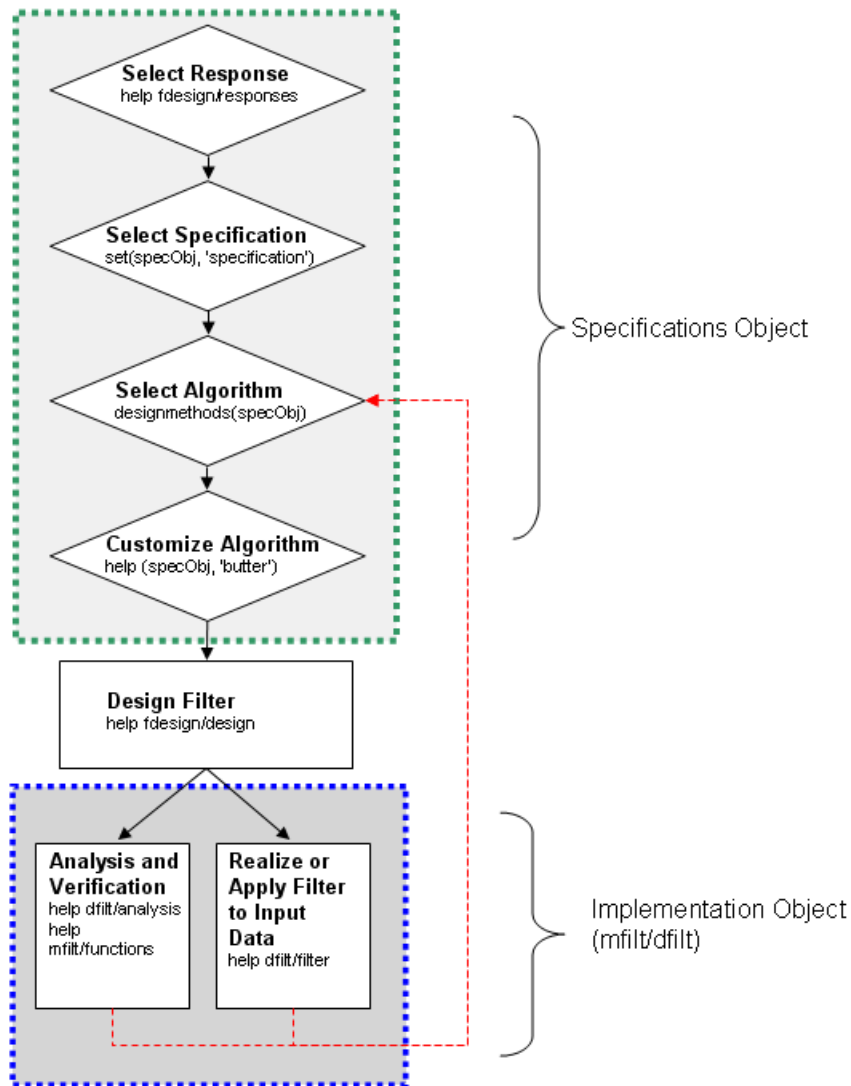 Select Response
help fdesign/responses
Select Specification
set(specObj, 'specification')
Select Algorithm
designmethods(specObj)
Customize Algorithm
help (specObj, 'butter')
Specifications Object
Design Filter
help fdesign/design
Analysis and
Verification
help dfilt/analysis
help
mfilt/functions
Realize or
Apply Filter
to Input
Data
help dfilt/filter
Implementation Object
(mfilt/dfilt)